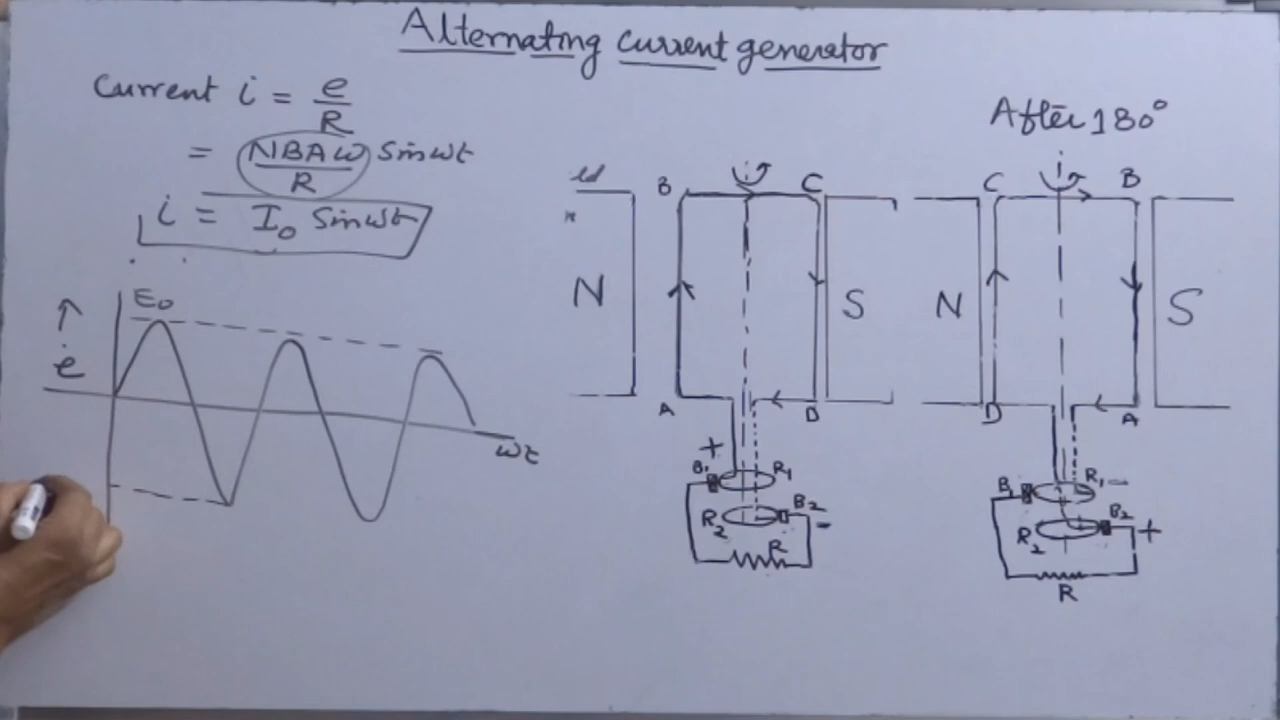 Alternating current generator
Current i = e/R
= NBAω/R Sinωt
i = I₀ Sinωt
E₀
e
ωt
B C
N S
A D
+
B₁ R₁
R₂ B₂ -
R
After 180°
C B
N S
D A
B₁ R₁ -
R₂ B₂ +
R